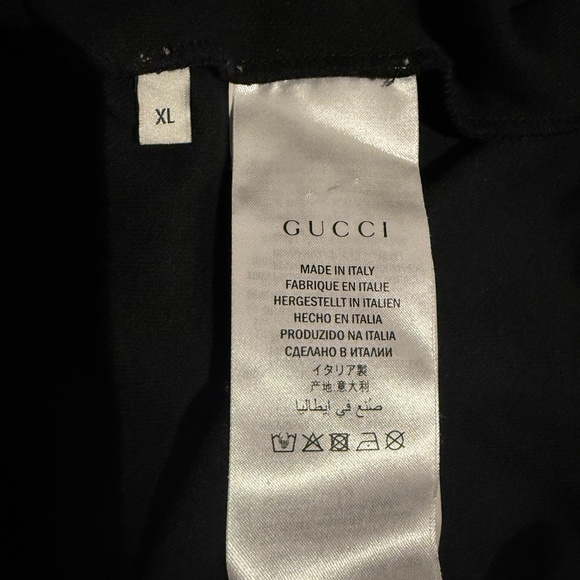 XL
GUCCI
MADE IN ITALY
FABRIQUE EN ITALIE
HERGESTELLT IN ITALIEN
HECHO EN ITALIA
PRODUZIDO NA ITALIA
СДЕЛАНО В ИТАЛИИ
イタリア製
产地:意大利
صنع في ايطاليا